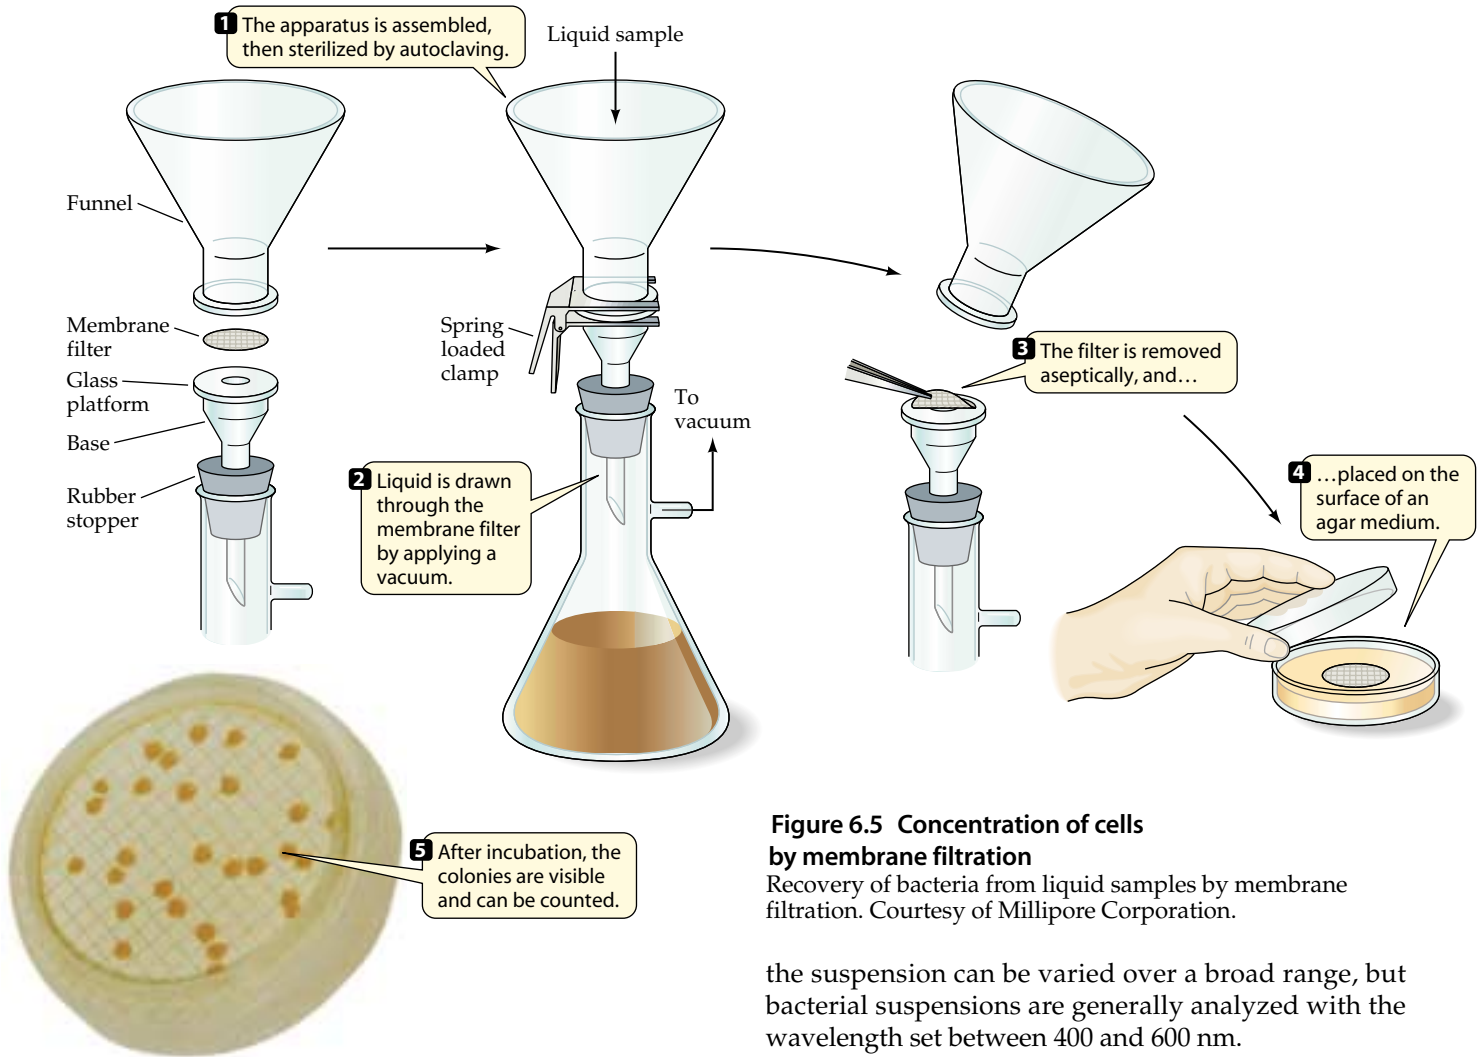 1 The apparatus is assembled,
then sterilized by autoclaving.
Liquid sample
Funnel
Membrane
filter
Glass
platform
Base
Rubber
stopper
Spring
loaded
clamp
To
vacuum
2 Liquid is drawn
through the
membrane filter
by applying a
vacuum.
3 The filter is removed
aseptically, and…
4 …placed on the
surface of an
agar medium.
5 After incubation, the
colonies are visible
and can be counted.
Figure 6.5 Concentration of cells
by membrane filtration
Recovery of bacteria from liquid samples by membrane
filtration. Courtesy of Millipore Corporation.
the suspension can be varied over a broad range, but
bacterial suspensions are generally analyzed with the
wavelength set between 400 and 600 nm.